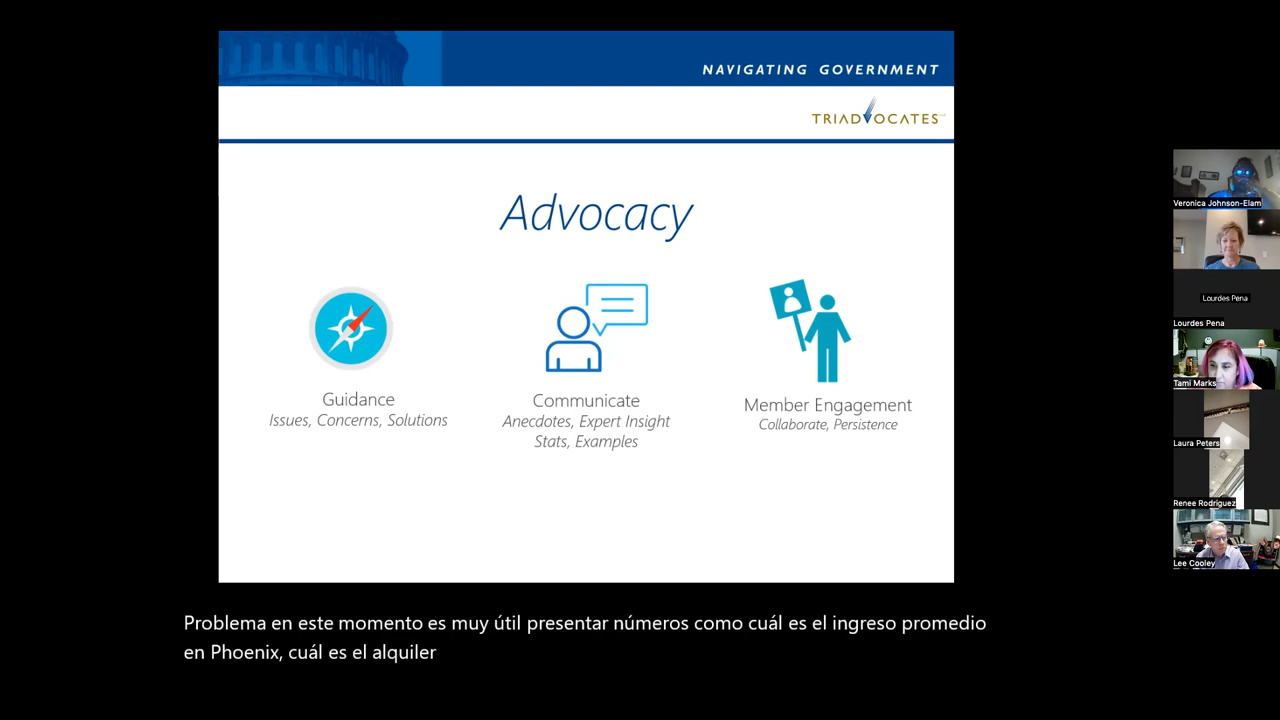 NAVIGATING GOVERNMENT
TRIADVOCATES
Advocacy
Guidance
Issues, Concerns, Solutions
Communicate
Anecdotes, Expert Insight
Stats, Examples
Member Engagement
Collaborate, Persistence
Veronica Johnson-Elam
Lourdes Pena
Lourdes Pena
Tami Marks
Laura Peters
Renee Rodriguez
Lee Cooley
Problema en este momento es muy útil presentar números como cuál es el ingreso promedio
en Phoenix, cuál es el alquiler